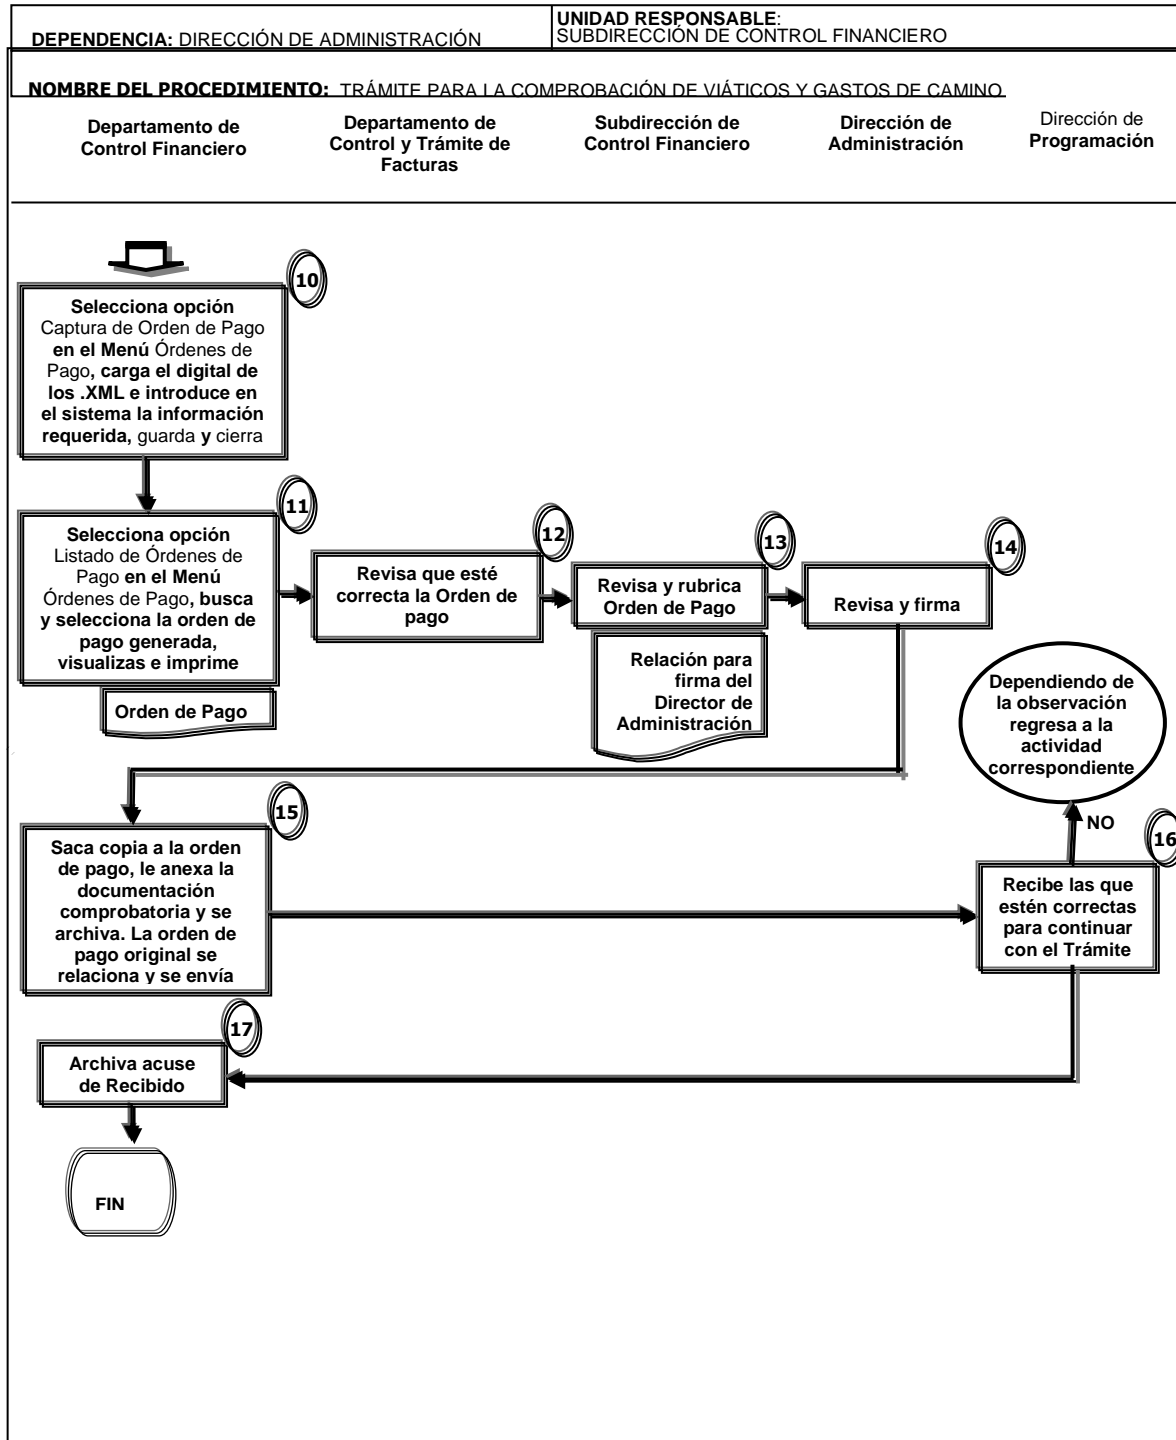 DEPENDENCIA: DIRECCIÓN DE ADMINISTRACIÓN
UNIDAD RESPONSABLE:
SUBDIRECCIÓN DE CONTROL FINANCIERO
NOMBRE DEL PROCEDIMIENTO: TRÁMITE PARA LA COMPROBACIÓN DE VIÁTICOS Y GASTOS DE CAMINO
Departamento de
Control Financiero
Departamento de
Control y Trámite de
Facturas
Subdirección de
Control Financiero
Dirección de
Administración
Dirección de
Programación
10
Selecciona opción
Captura de Orden de Pago
en el Menú Órdenes de
Pago, carga el digital de
los .XML e introduce en
el sistema la información
requerida, guarda y cierra
11
Selecciona opción
Listado de Órdenes de
Pago en el Menú
Órdenes de Pago, busca
y selecciona la orden de
pago generada,
visualizas e imprime
Orden de Pago
12
Revisa que esté
correcta la Orden de
pago
13
Revisa y rubrica
Orden de Pago
Relación para
firma del
Director de
Administración
14
Revisa y firma
Dependiendo de
la observación
regresa a la
actividad
correspondiente
NO
15
Saca copia a la orden
de pago, le anexa la
documentación
comprobatoria y se
archiva. La orden de
pago original se
relaciona y se envía
16
Recibe las que
estén correctas
para continuar
con el Trámite
17
Archiva acuse
de Recibido
FIN